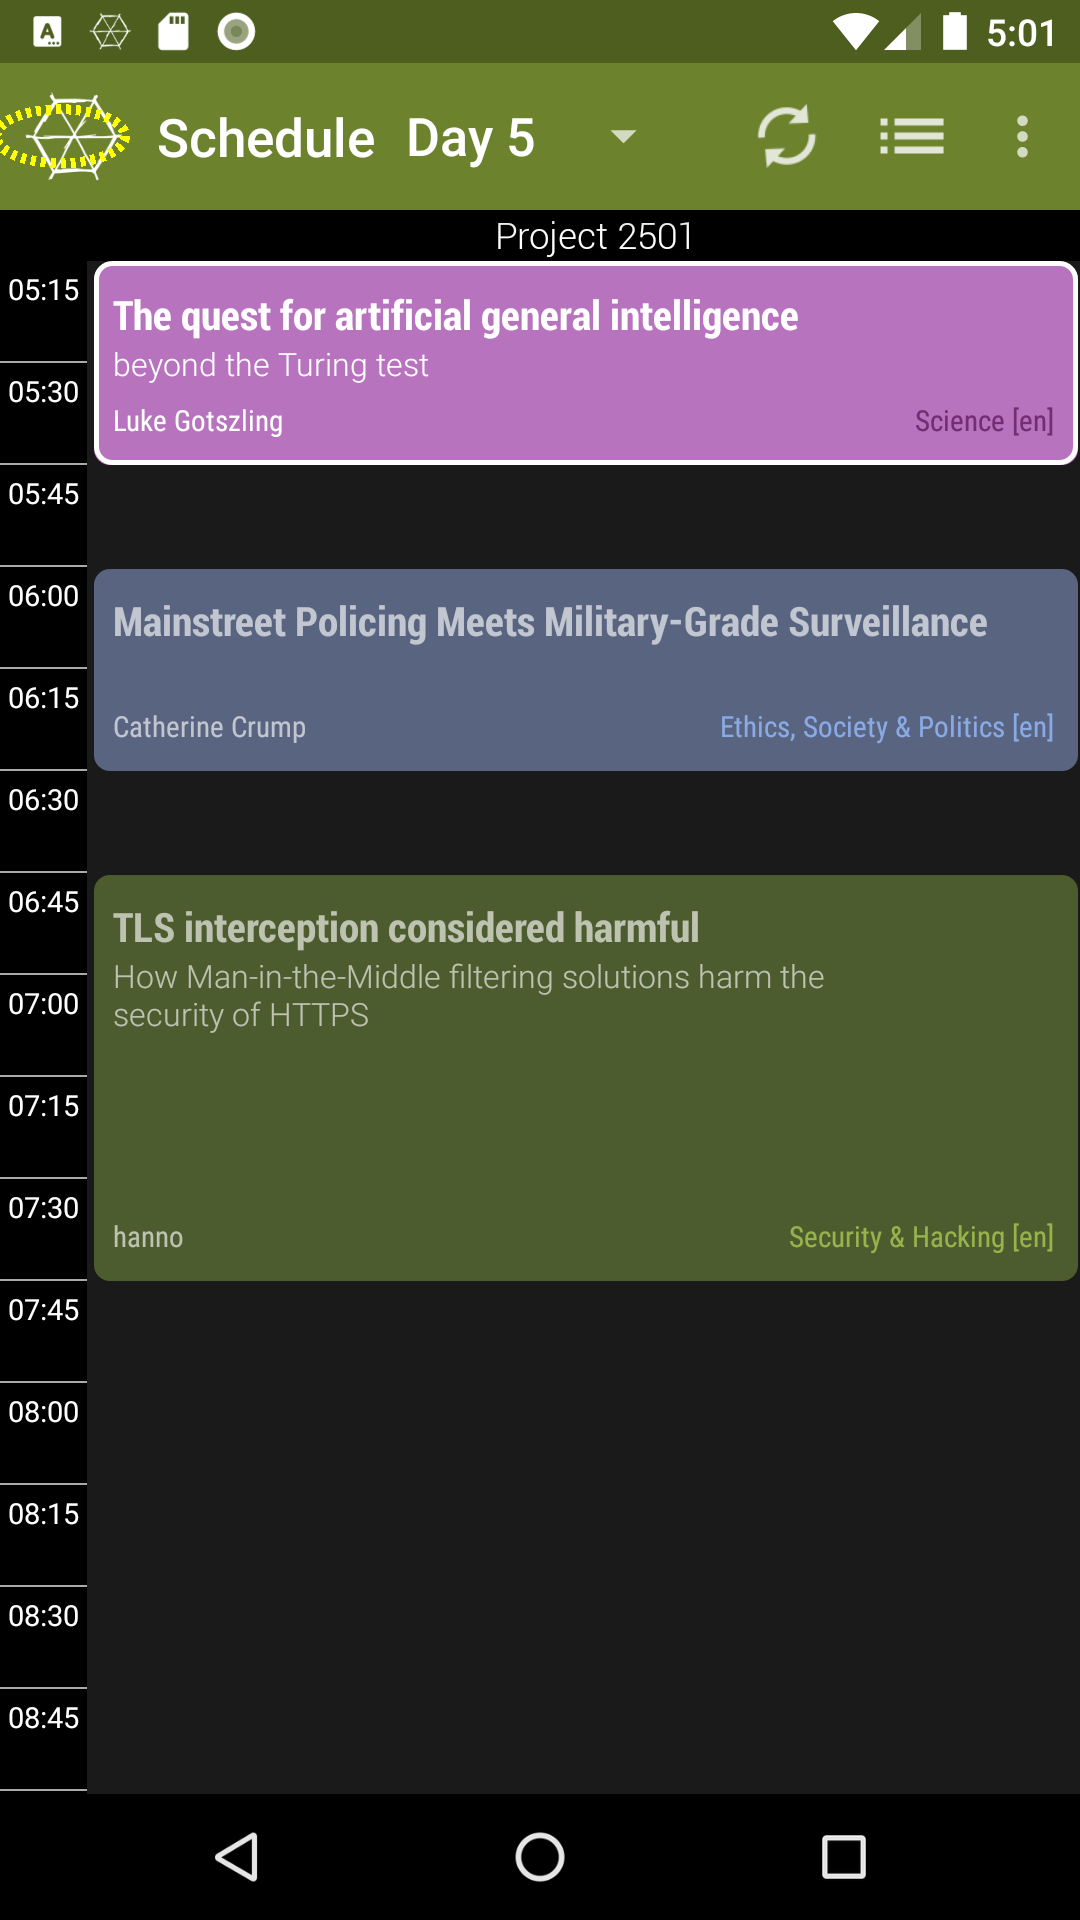 5:01
Schedule Day 5
Project 2501
05:15
The quest for artificial general intelligence
beyond the Turing test
05:30
Luke Gotszling Science [en]
05:45
06:00
Mainstreet Policing Meets Military-Grade Surveillance
06:15
Catherine Crump Ethics, Society & Politics [en]
06:30
06:45
TLS interception considered harmful
How Man-in-the-Middle filtering solutions harm the
security of HTTPS
07:00
07:15
07:30
hanno Security & Hacking [en]
07:45
08:00
08:15
08:30
08:45